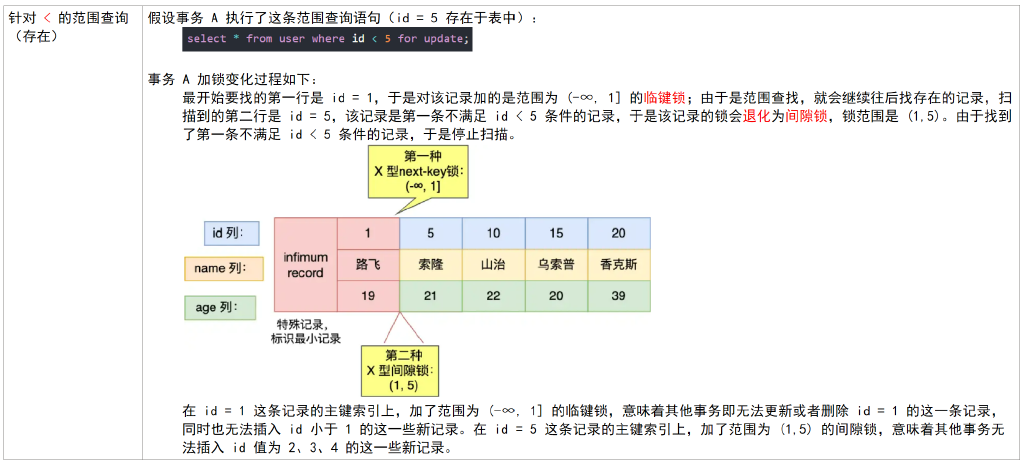 针对 < 的范围查询
（存在）
假设事务 A 执行了这条范围查询语句（id = 5 存在于表中）：
select * from user where id < 5 for update;
事务 A 加锁变化过程如下：
最开始要找的第一行是 id = 1，于是对该记录加的是范围为 (-∞, 1] 的临键锁；由于是范围查找，就会继续往后找存在的记录，扫
描到的第二行是 id = 5，该记录是第一条不满足 id < 5 条件的记录，于是该记录的锁会退化为间隙锁，锁范围是 (1,5)。由于找到
了第一条不满足 id < 5 条件的记录，于是停止扫描。
第一种
X 型next-key锁：
(-∞, 1]
id 列：
infimum
record
1
5
10
15
20
name 列：
路飞
索隆
山治
乌索普
香克斯
age 列：
19
21
22
20
39
特殊记录，
标识最小记录
第二种
X 型间隙锁：
(1, 5)
在 id = 1 这条记录的主键索引上，加了范围为 (-∞, 1] 的临键锁，意味着其他事务即无法更新或者删除 id = 1 的这一条记录，
同时也无法插入 id 小于 1 的这一些新记录。在 id = 5 这条记录的主键索引上，加了范围为 (1,5) 的间隙锁，意味着其他事务无
法插入 id 值为 2、3、4 的这一些新记录。